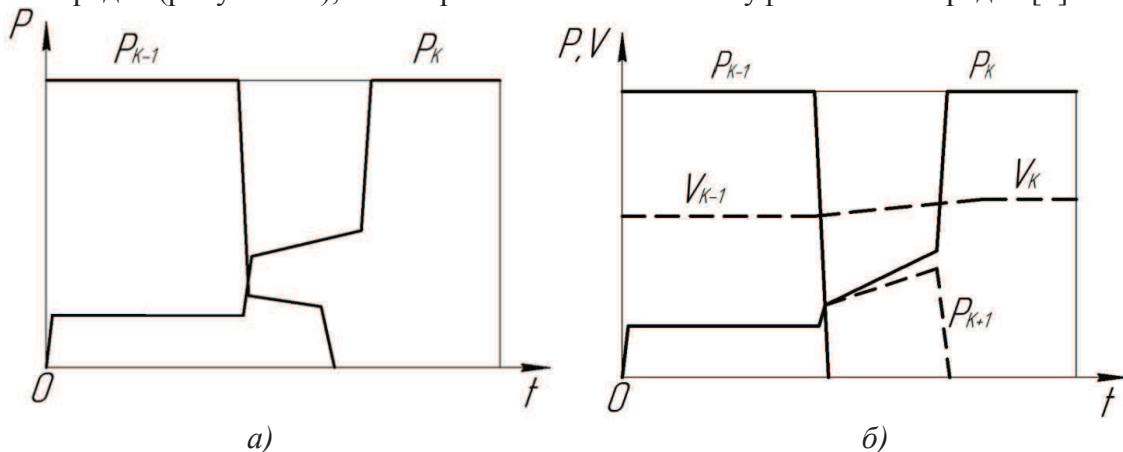 P
P, V
P_{K-1}
P_K
P_{K-1}
P_K
V_{K-1}
V_K
P_{K+1}
0
t
0
t
а)
б)